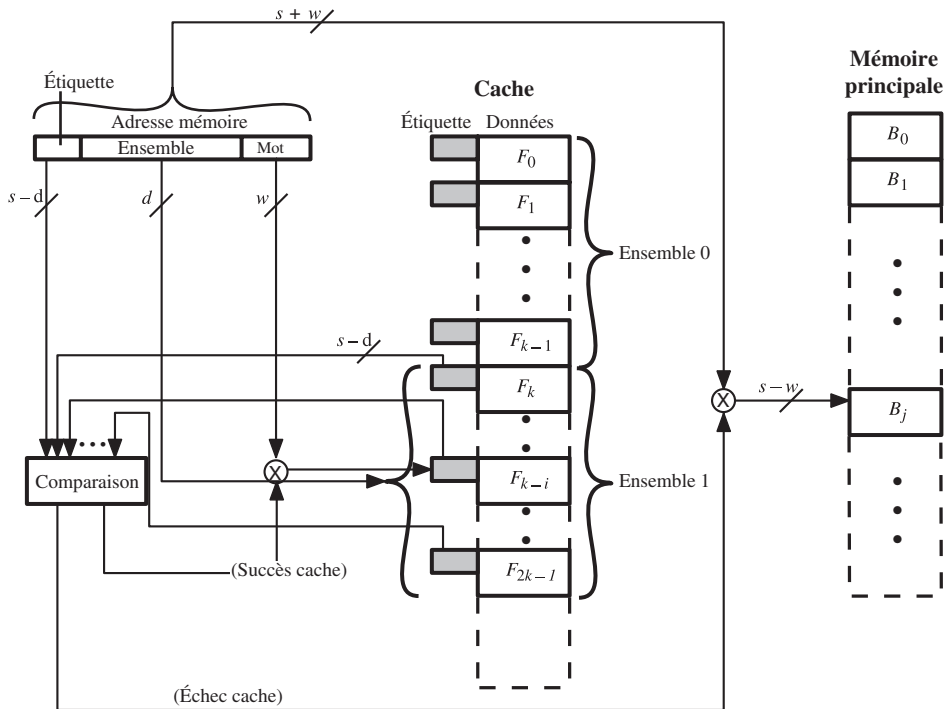 s + w
Étiquette
Adresse mémoire
Ensemble
Mot
s – d
d
w
Cache
Étiquette
Données
F0
F1
Fk – 1
Fk
Fk – i
F2k – 1
Ensemble 0
Ensemble 1
s – d
Comparaison
(Succès cache)
(Échec cache)
X
X
s – w
Mémoire
principale
B0
B1
Bj